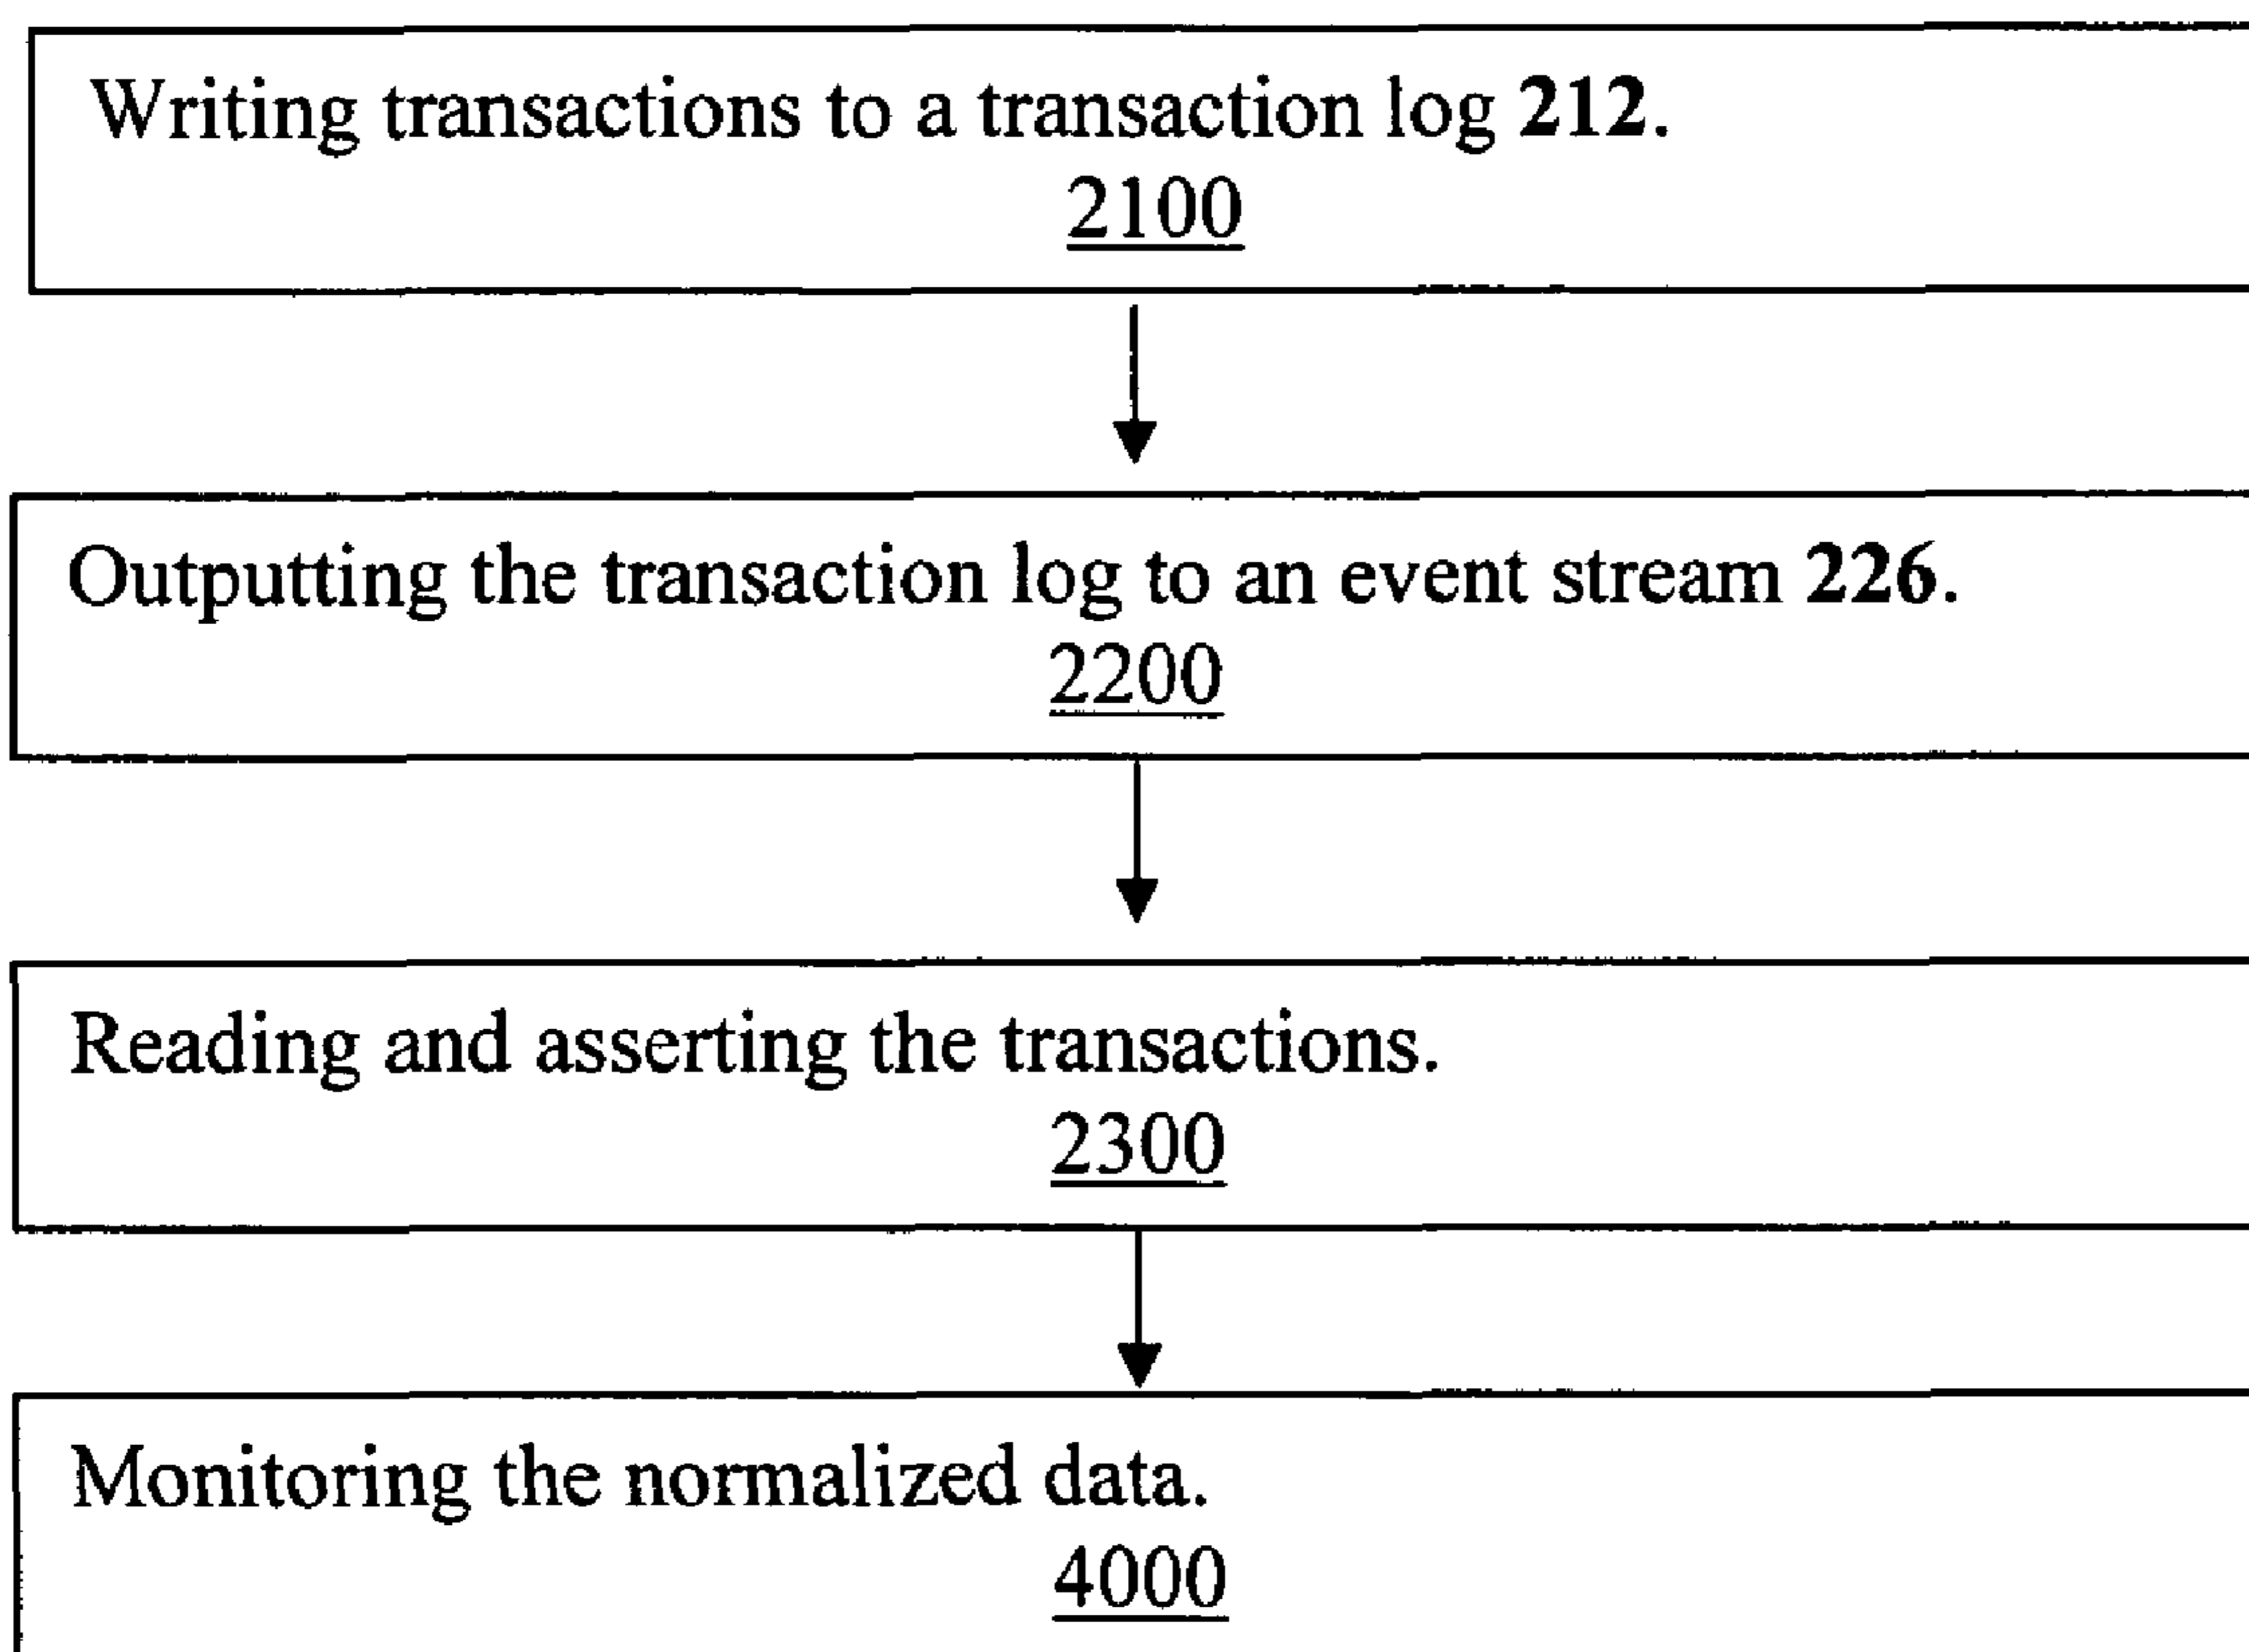 Writing transactions to a transaction log 212.
2100
Outputting the transaction log to an event stream 226.
2200
Reading and asserting the transactions.
2300
Monitoring the normalized data.
4000